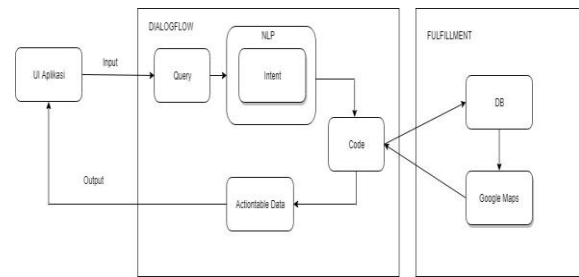 DIALOGFLOW
FULFILLMENT
NLP
UI Aplikasi
Input
Query
Intent
DB
Code
Output
Actiontable Data
Google Maps